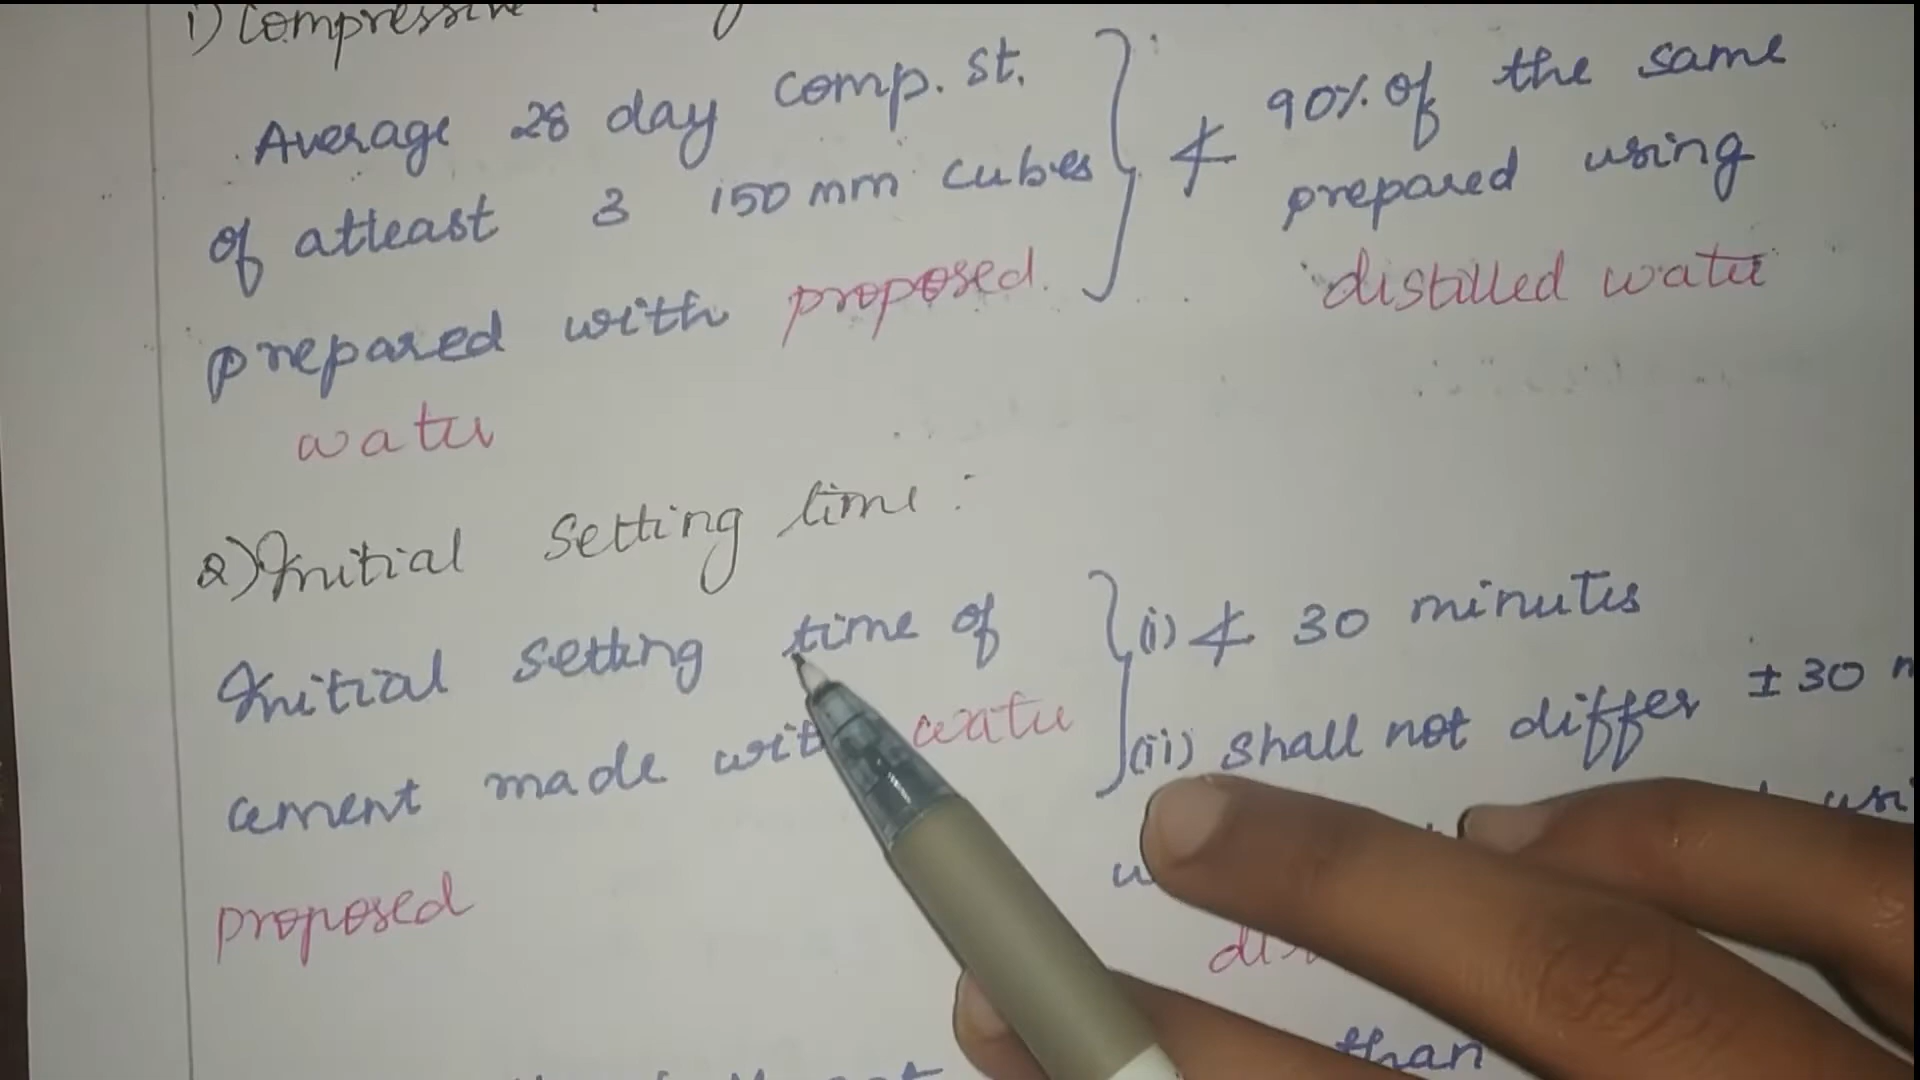 1) Compressive
Average 28 day comp. st.
of atleast 3 150 mm cubes
prepared with proposed
water
≮ 90% of the same
prepared using
distilled water
2) Initial setting time :
Initial setting time of
cement made with water
proposed
(i) ≮ 30 minutes
(ii) shall not differ ± 30
than